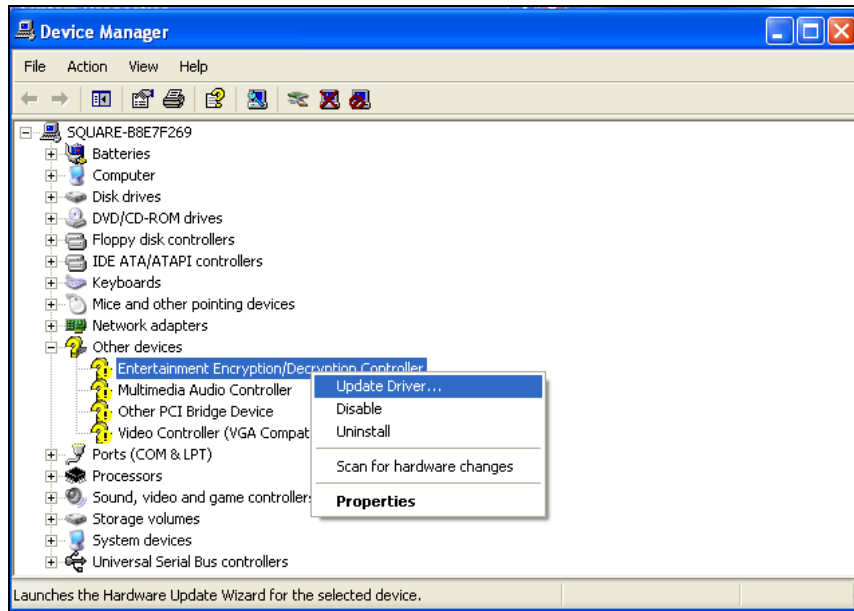 Device Manager
File Action View Help
SQUARE-B8E7F269
Batteries
Computer
Disk drives
DVD/CD-ROM drives
Floppy disk controllers
IDE ATA/ATAPI controllers
Keyboards
Mice and other pointing devices
Network adapters
Other devices
Entertainment Encryption/Decryption Controller
Multimedia Audio Controller
Other PCI Bridge Device
Video Controller (VGA Compat
Ports (COM & LPT)
Processors
Sound, video and game controllers
Storage volumes
System devices
Universal Serial Bus controllers
Update Driver...
Disable
Uninstall
Scan for hardware changes
Properties
Launches the Hardware Update Wizard for the selected device.